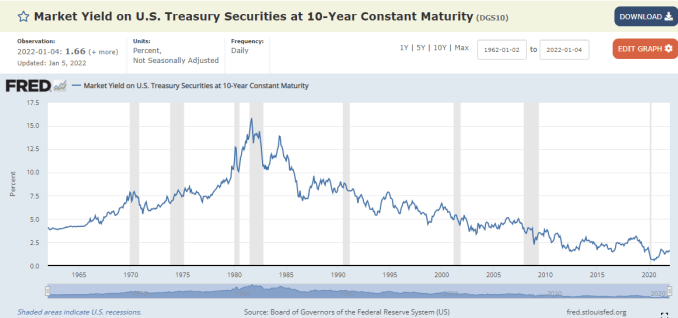 Market Yield on U.S. Treasury Securities at 10-Year Constant Maturity (DGS10)
DOWNLOAD
Observation:
2022-01-04: 1.66 (+ more)
Updated: Jan 5, 2022
Units:
Percent,
Not Seasonally Adjusted
Frequency:
Daily
1Y | 5Y | 10Y | Max
1962-01-02 to 2022-01-04
EDIT GRAPH
FRED — Market Yield on U.S. Treasury Securities at 10-Year Constant Maturity
17.5
15.0
12.5
10.0
7.5
5.0
2.5
0.0
Percent
1965 1970 1975 1980 1985 1990 1995 2000 2005 2010 2015 2020
Shaded areas indicate U.S. recessions. Source: Board of Governors of the Federal Reserve System (US) fred.stlouisfed.org